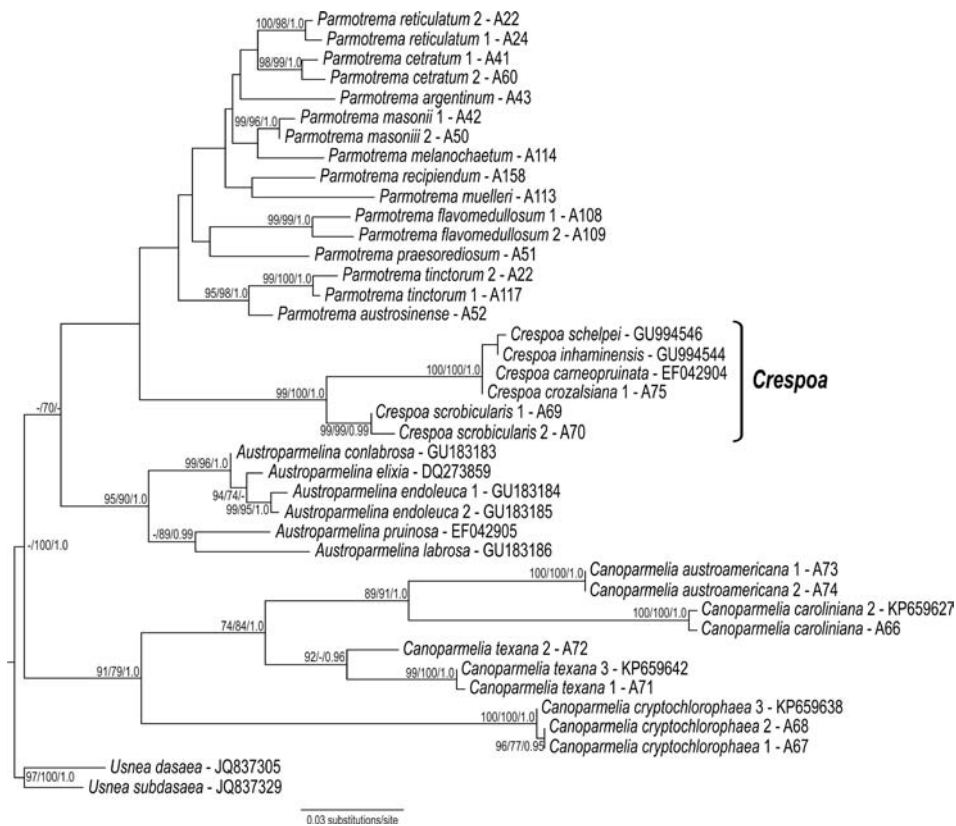 100/98/1.0
Parmotrema reticulatum 2 - A22
Parmotrema reticulatum 1 - A24
98/99/1.0
Parmotrema cetratum 1 - A41
Parmotrema cetratum 2 - A60
Parmotrema argentinum - A43
99/96/1.0
Parmotrema masonii 1 - A42
Parmotrema masoniii 2 - A50
Parmotrema melanochaetum - A114
Parmotrema recipiendum - A158
Parmotrema muelleri - A113
99/99/1.0
Parmotrema flavomedullosum 1 - A108
Parmotrema flavomedullosum 2 - A109
Parmotrema praesorediosum - A51
99/100/1.0
Parmotrema tinctorum 2 - A22
95/98/1.0
Parmotrema tinctorum 1 - A117
Parmotrema austrosinense - A52
Crespoa schelpei - GU994546
Crespoa inhaminensis - GU994544
100/100/1.0
Crespoa carneopruinata - EF042904
Crespoa
99/100/1.0
Crespoa crozalsiana 1 - A75
-/70/-
Crespoa scrobicularis 1 - A69
99/99/0.99
Crespoa scrobicularis 2 - A70
Austroparmelina conlabrosa - GU183183
99/96/1.0
Austroparmelina elixia - DQ273859
94/74/-
Austroparmelina endoleuca 1 - GU183184
95/90/1.0
99/95/1.0
Austroparmelina endoleuca 2 - GU183185
-/89/0.99
Austroparmelina pruinosa - EF042905
-/100/1.0
Austroparmelina labrosa - GU183186
100/100/1.0
Canoparmelia austroamericana 1 - A73
Canoparmelia austroamericana 2 - A74
89/91/1.0
100/100/1.0
Canoparmelia caroliniana 2 - KP659627
Canoparmelia caroliniana - A66
74/84/1.0
Canoparmelia texana 2 - A72
92/-/0.96
Canoparmelia texana 3 - KP659642
91/79/1.0
99/100/1.0
Canoparmelia texana 1 - A71
Canoparmelia cryptochlorophaea 3 - KP659638
100/100/1.0
Canoparmelia cryptochlorophaea 2 - A68
96/77/0.95
Canoparmelia cryptochlorophaea 1 - A67
Usnea dasaea - JQ837305
97/100/1.0
Usnea subdasaea - JQ837329
0.03 substitutions/site